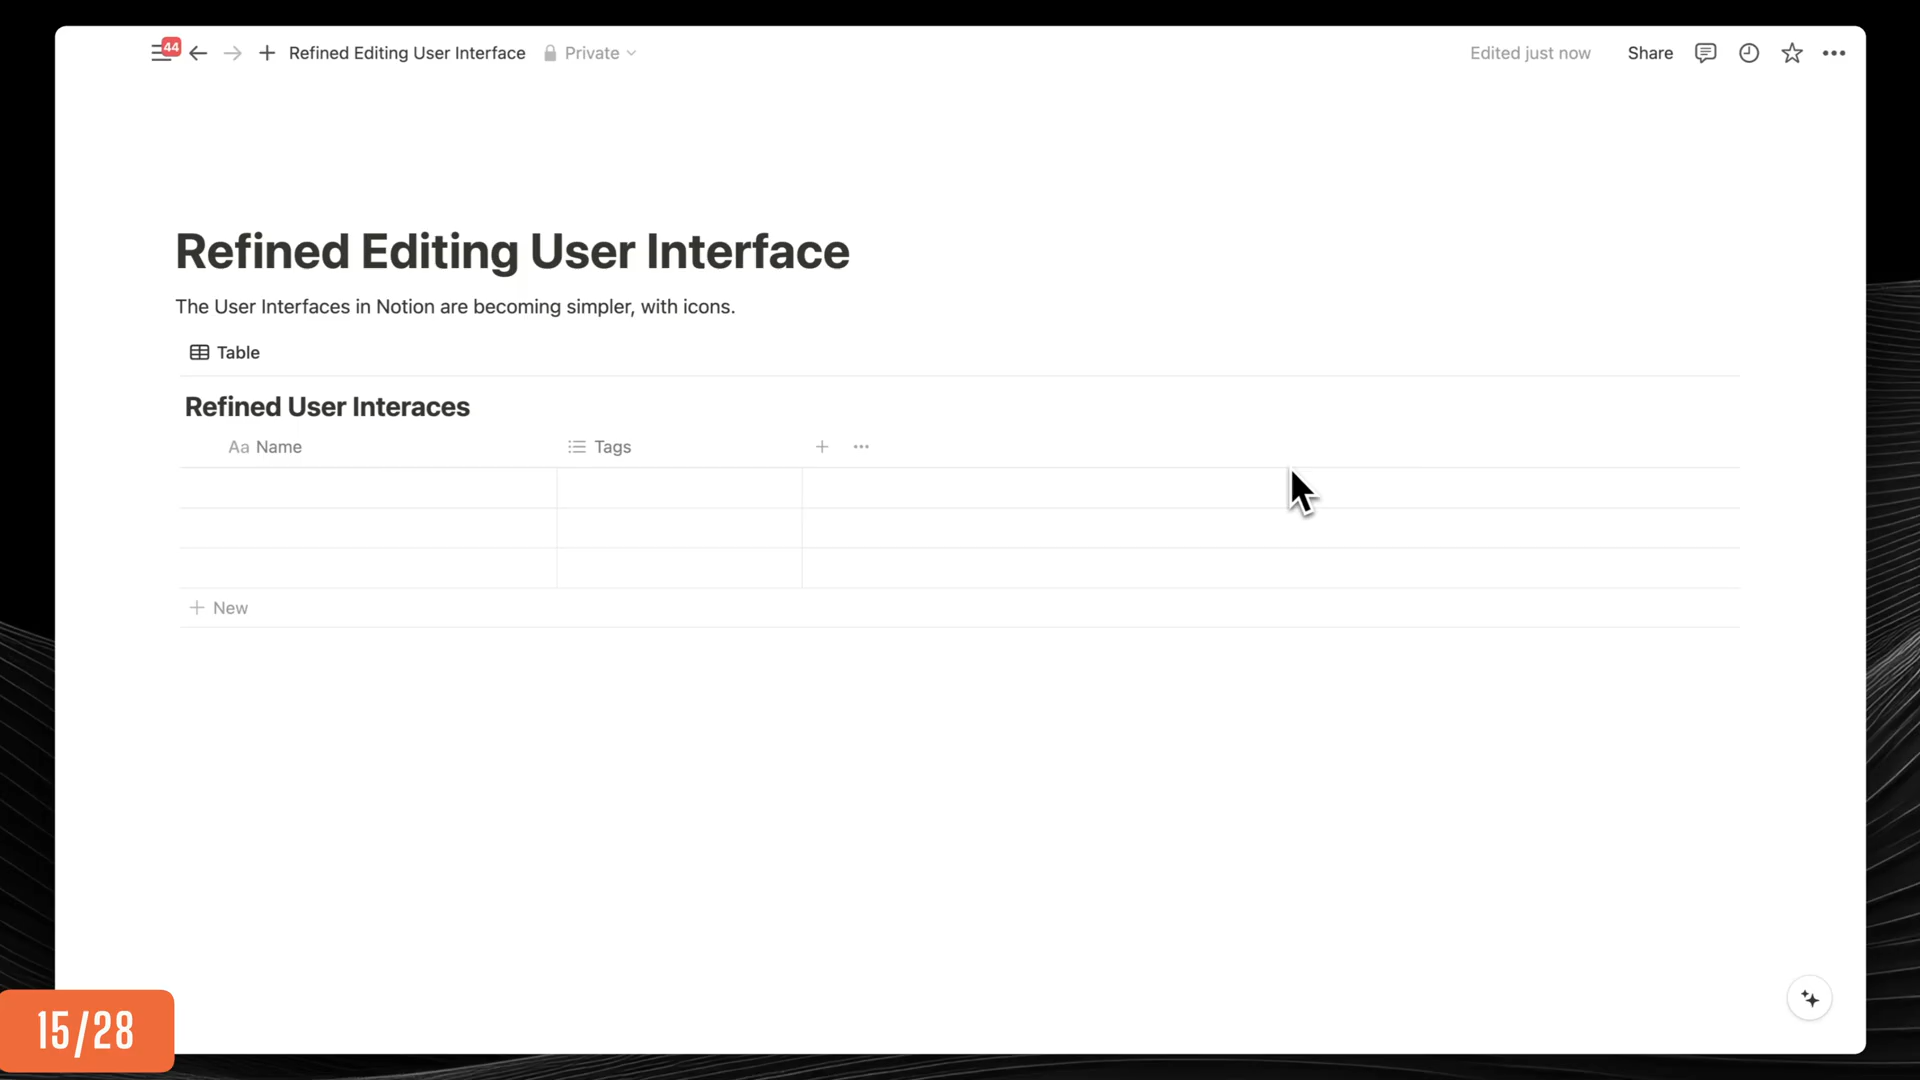 44
Refined Editing User Interface
Private
Edited just now
Share
Refined Editing User Interface
The User Interfaces in Notion are becoming simpler, with icons.
Table
Refined User Interaces
Aa Name
Tags
New
15/28